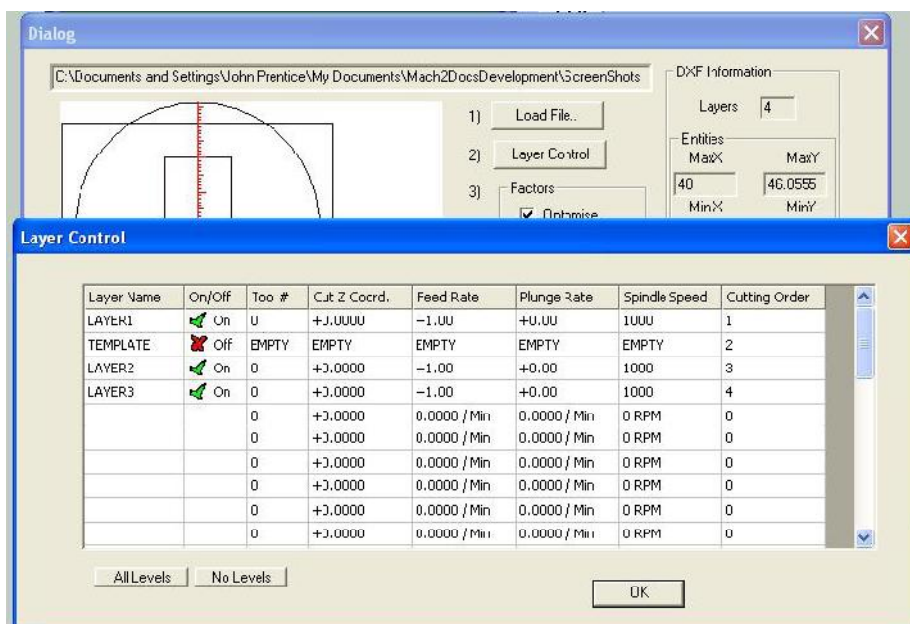 Dialog
C:\Documents and Settings\John Prentice\My Documents\Mach2DocsDevelopment\ScreenShots
DXF Information
1) Load File..
Layers 4
2) Layer Control
Entities
MaxX MaxY
40 46.0555
MinX MinY
3) Factors
Optomise
Layer Control
Layer Name On/Off Too # Cut Z Coord. Feed Rate Plunge Rate Spindle Speed Cutting Order
LAYER1 On 0 +0.0000 -1.00 +0.00 1000 1
TEMPLATE Off EMPTY EMPTY EMPTY EMPTY EMPTY 2
LAYER2 On 0 +0.0000 -1.00 +0.00 1000 3
LAYER3 On 0 +0.0000 -1.00 +0.00 1000 4
0 +0.0000 0.0000 / Min 0.0000 / Min 0 RPM 0
0 +0.0000 0.0000 / Min 0.0000 / Min 0 RPM 0
0 +0.0000 0.0000 / Min 0.0000 / Min 0 RPM 0
0 +0.0000 0.0000 / Min 0.0000 / Min 0 RPM 0
0 +0.0000 0.0000 / Min 0.0000 / Min 0 RPM 0
0 +0.0000 0.0000 / Min 0.0000 / Min 0 RPM 0
All Levels No Levels
OK